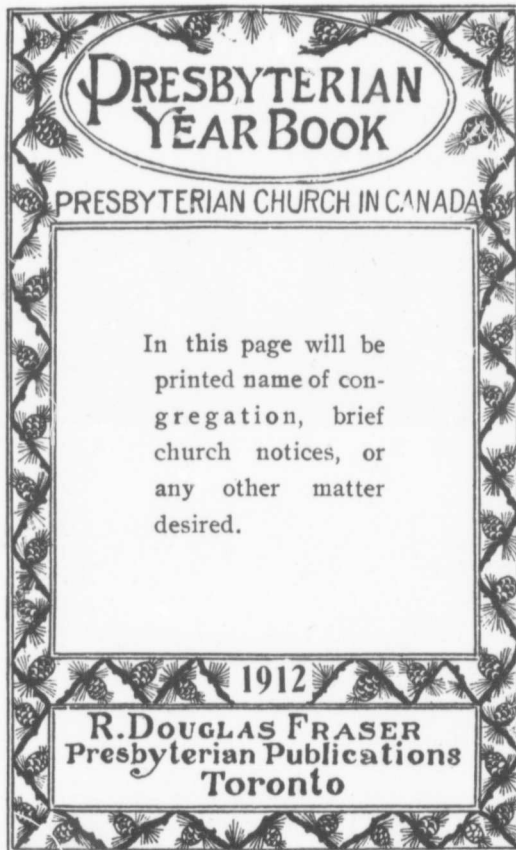 PRESBYTERIAN
YEAR BOOK
PRESBYTERIAN CHURCH IN CANADA
In this page will be
printed name of con-
gregation, brief
church notices, or
any other matter
desired.
1912
R. DOUGLAS FRASER
Presbyterian Publications
Toronto